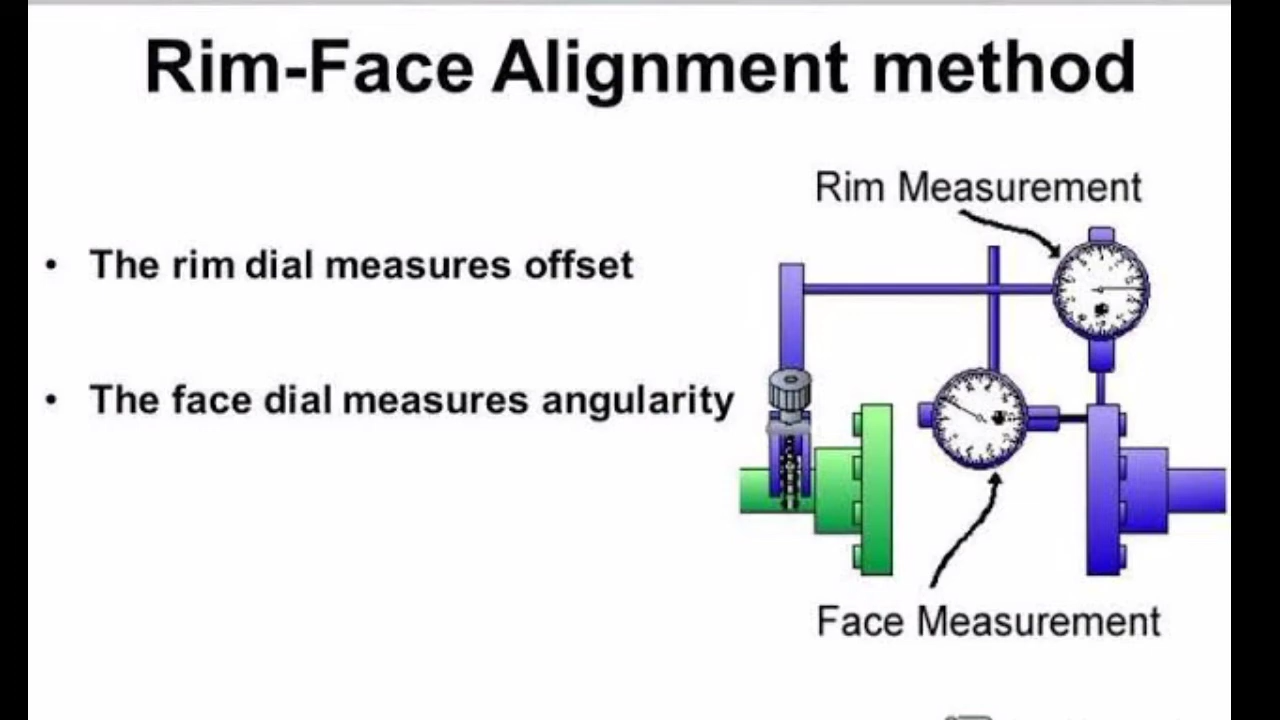 Rim-Face Alignment method
Rim Measurement
• The rim dial measures offset
• The face dial measures angularity
Face Measurement